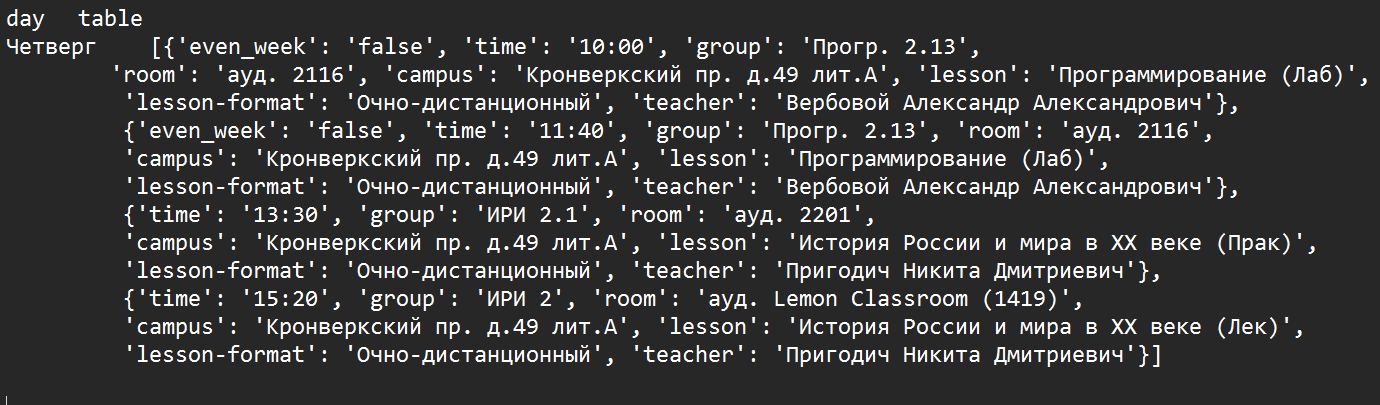 day table
Четверг [{'even_week': 'false', 'time': '10:00', 'group': 'Прогр. 2.13',
'room': 'ауд. 2116', 'campus': 'Кронверкский пр. д.49 лит.А', 'lesson': 'Программирование (Лаб)',
'lesson-format': 'Очно-дистанционный', 'teacher': 'Вербовой Александр Александрович'},
{'even_week': 'false', 'time': '11:40', 'group': 'Прогр. 2.13', 'room': 'ауд. 2116',
'campus': 'Кронверкский пр. д.49 лит.А', 'lesson': 'Программирование (Лаб)',
'lesson-format': 'Очно-дистанционный', 'teacher': 'Вербовой Александр Александрович'},
{'time': '13:30', 'group': 'ИРИ 2.1', 'room': 'ауд. 2201',
'campus': 'Кронверкский пр. д.49 лит.А', 'lesson': 'История России и мира в XX веке (Прак)',
'lesson-format': 'Очно-дистанционный', 'teacher': 'Пригодич Никита Дмитриевич'},
{'time': '15:20', 'group': 'ИРИ 2', 'room': 'ауд. Lemon Classroom (1419)',
'campus': 'Кронверкский пр. д.49 лит.А', 'lesson': 'История России и мира в XX веке (Лек)',
'lesson-format': 'Очно-дистанционный', 'teacher': 'Пригодич Никита Дмитриевич'}]